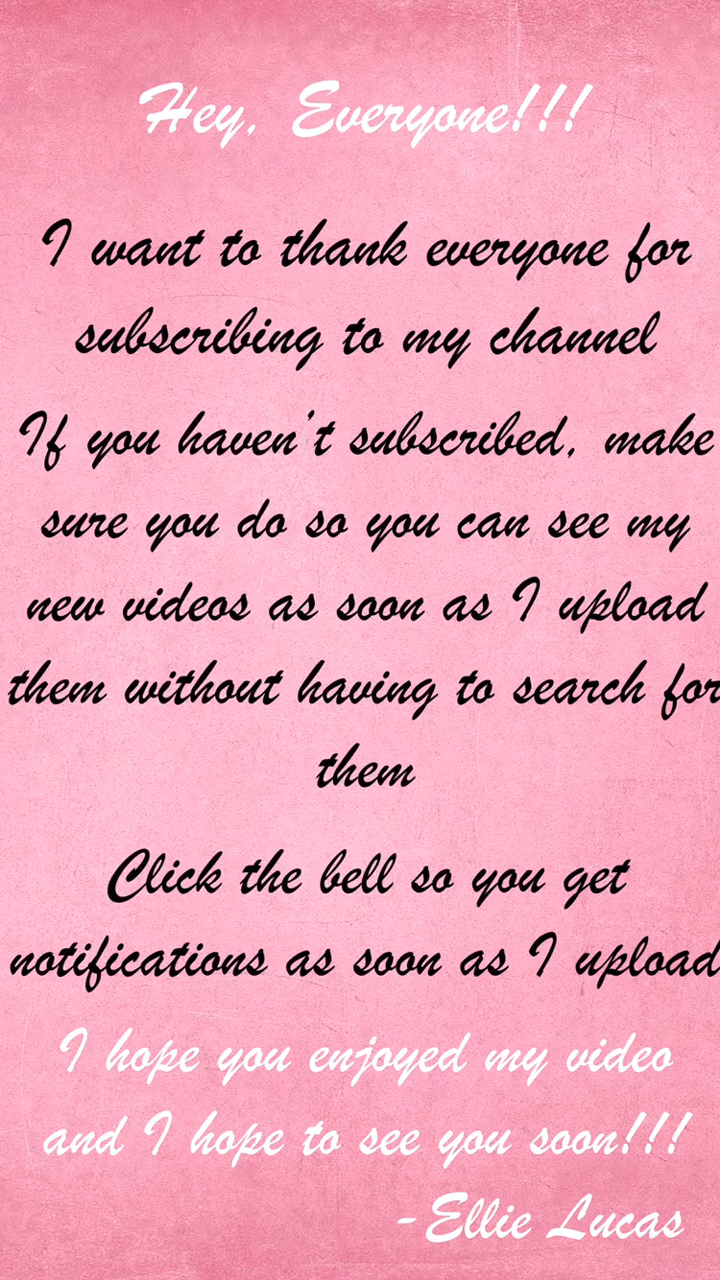 Hey, Everyone!!!
I want to thank everyone for
subscribing to my channel
If you haven't subscribed, make
sure you do so you can see my
new videos as soon as I upload
them without having to search for
them
Click the bell so you get
notifications as soon as I upload
I hope you enjoyed my video
and I hope to see you soon!!!
-Ellie Lucas